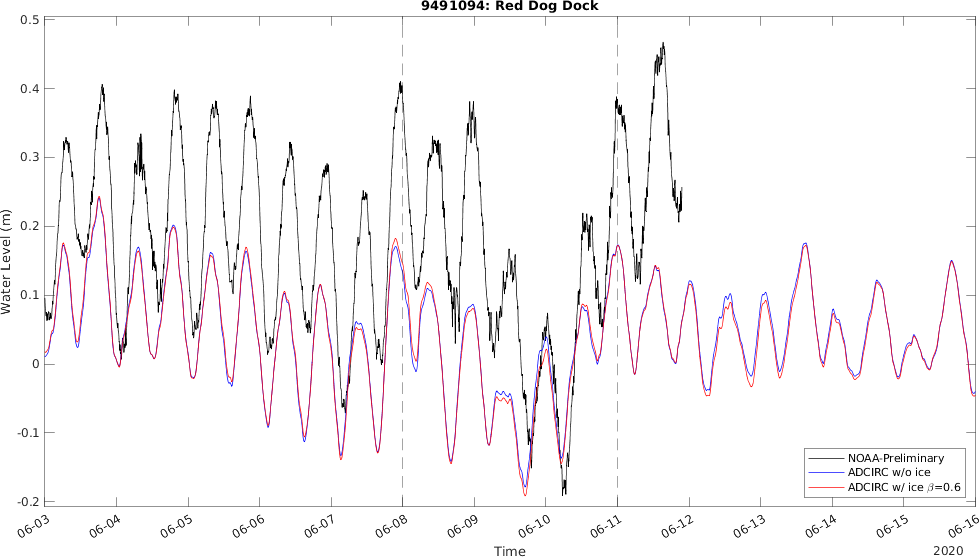 9491094: Red Dog Dock
0.5
0.4
0.3
0.2
0.1
0
-0.1
-0.2
Water Level (m)
NOAA-Preliminary
ADCIRC w/o ice
ADCIRC w/ ice β=0.6
06-03 06-04 06-05 06-06 06-07 06-08 06-09 06-10 06-11 06-12 06-13 06-14 06-15 06-16
Time
2020